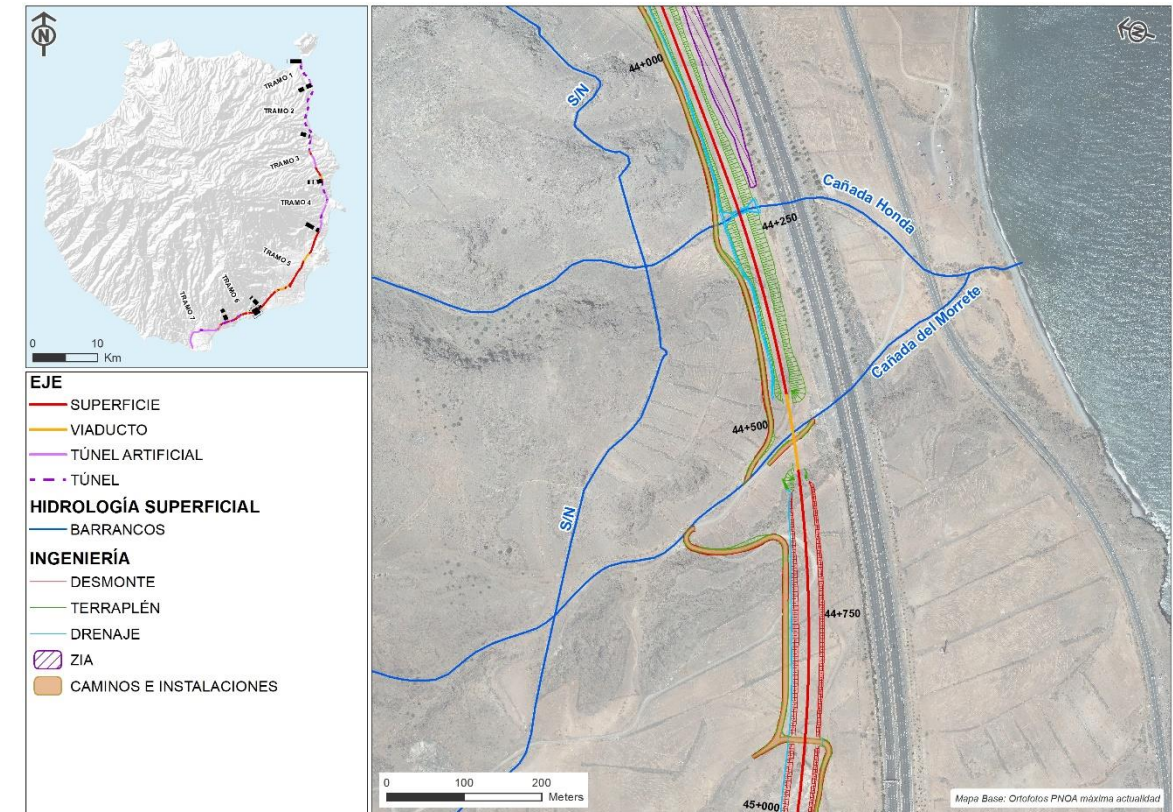 N
TRAMO 1
TRAMO 2
TRAMO 3
TRAMO 4
TRAMO 5
TRAMO 6
TRAMO 7
0 10
Km
EJE
SUPERFICIE
VIADUCTO
TÚNEL ARTIFICIAL
TÚNEL
HIDROLOGÍA SUPERFICIAL
BARRANCOS
INGENIERÍA
DESMONTE
TERRAPLÉN
DRENAJE
ZIA
CAMINOS E INSTALACIONES
N
44+000
S/N
Cañada Honda
44+250
Cañada del Morrete
44+500
S/N
44+750
45+000
0 100 200
Meters
Mapa Base: Ortofotos PNOA máxima actualidad